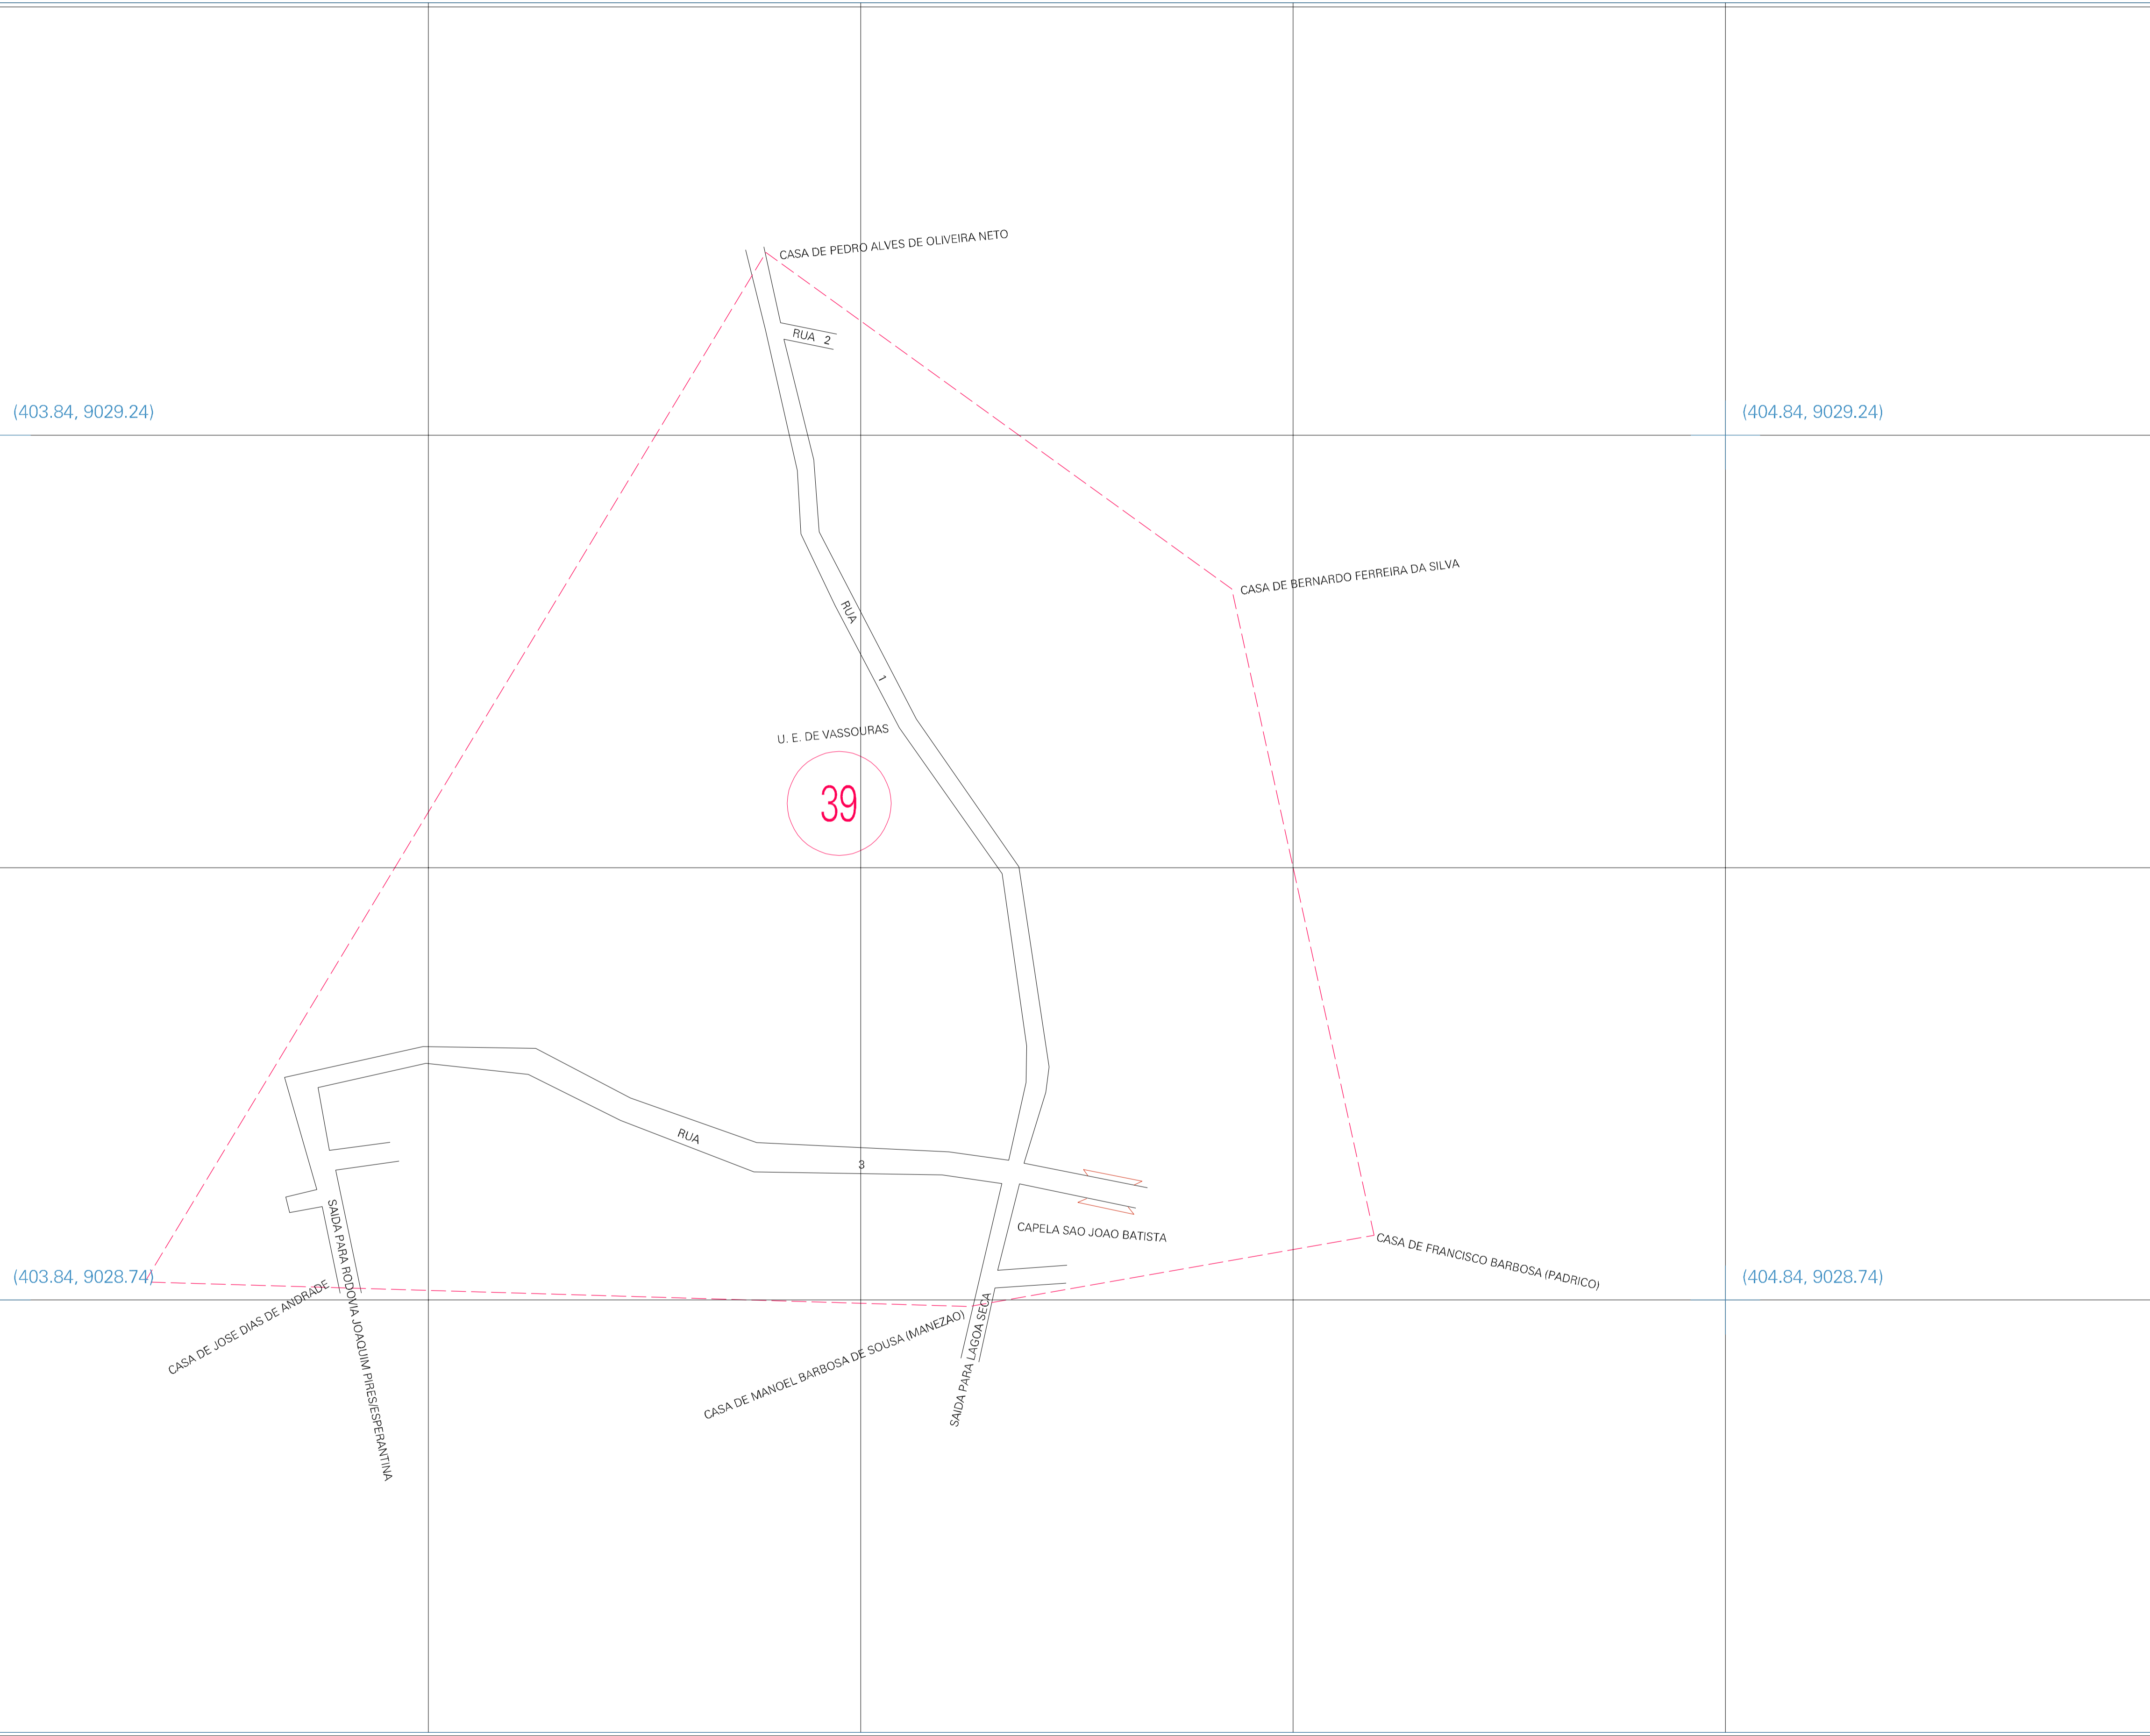 CASA DE PEDRO ALVES DE OLIVEIRA NETO
RUA 2
(403.84, 9029.24)
(404.84, 9029.24)
CASA DE BERNARDO FERREIRA DA SILVA
RUA 1
U. E. DE VASSOURAS
39
RUA 3
CAPELA SAO JOAO BATISTA
CASA DE FRANCISCO BARBOSA (PADRICO)
(403.84, 9028.74)
(404.84, 9028.74)
SAIDA PARA RODOVIA JOAQUIM PIRES/ESPERANTINA
CASA DE JOSE DIAS DE ANDRADE
CASA DE MANOEL BARBOSA DE SOUSA (MANEZAO)
SAIDA PARA LAGOA SECA